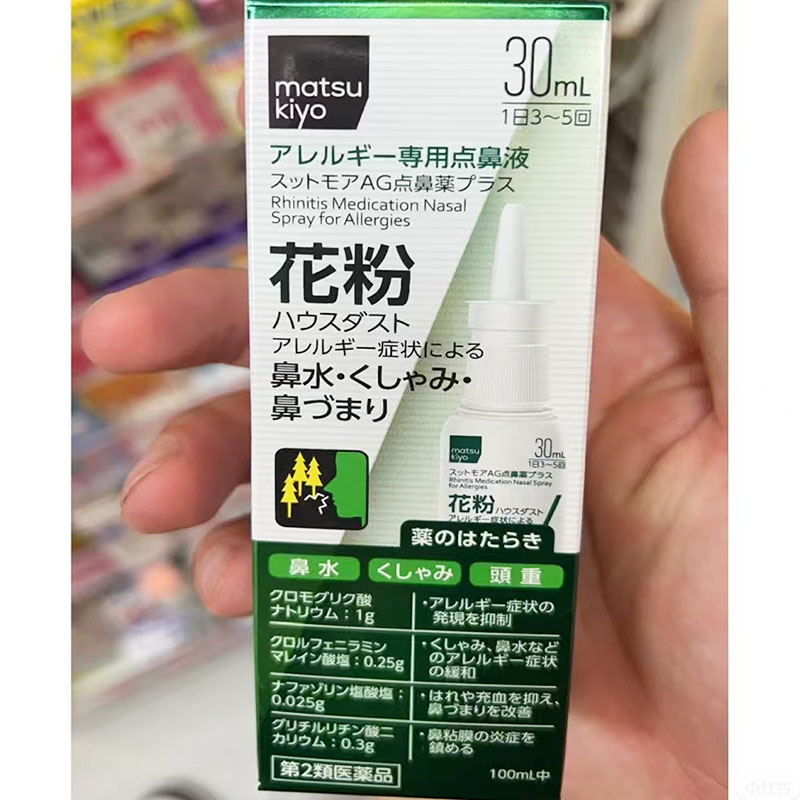 matsu
kiyo
30mL
1日3〜5回
アレルギー専用点鼻液
スットモアAG点鼻薬プラス
Rhinitis Medication Nasal
Spray for Allergies
花粉
ハウスダスト
アレルギー症状による
鼻水・くしゃみ・
鼻づまり
matsu
kiyo
30mL
1日3〜5回
スットモアAG点鼻薬プラス
Rhinitis Medication Nasal Spray
for Allergies
花粉 ハウスダスト
アレルギー症状による
薬のはたらき
鼻水 くしゃみ 頭重
クロモグリク酸
ナトリウム：1g
・アレルギー症状の
発現を抑制
クロルフェニラミン
マレイン酸塩：0.25g
・くしゃみ、鼻水など
のアレルギー症状
の緩和
ナファゾリン塩酸塩：
0.025g
・はれや充血を抑え、
鼻づまりを改善
グリチルリチン酸二
カリウム：0.3g
・鼻粘膜の炎症を
鎮める
第2類医薬品
100mL中